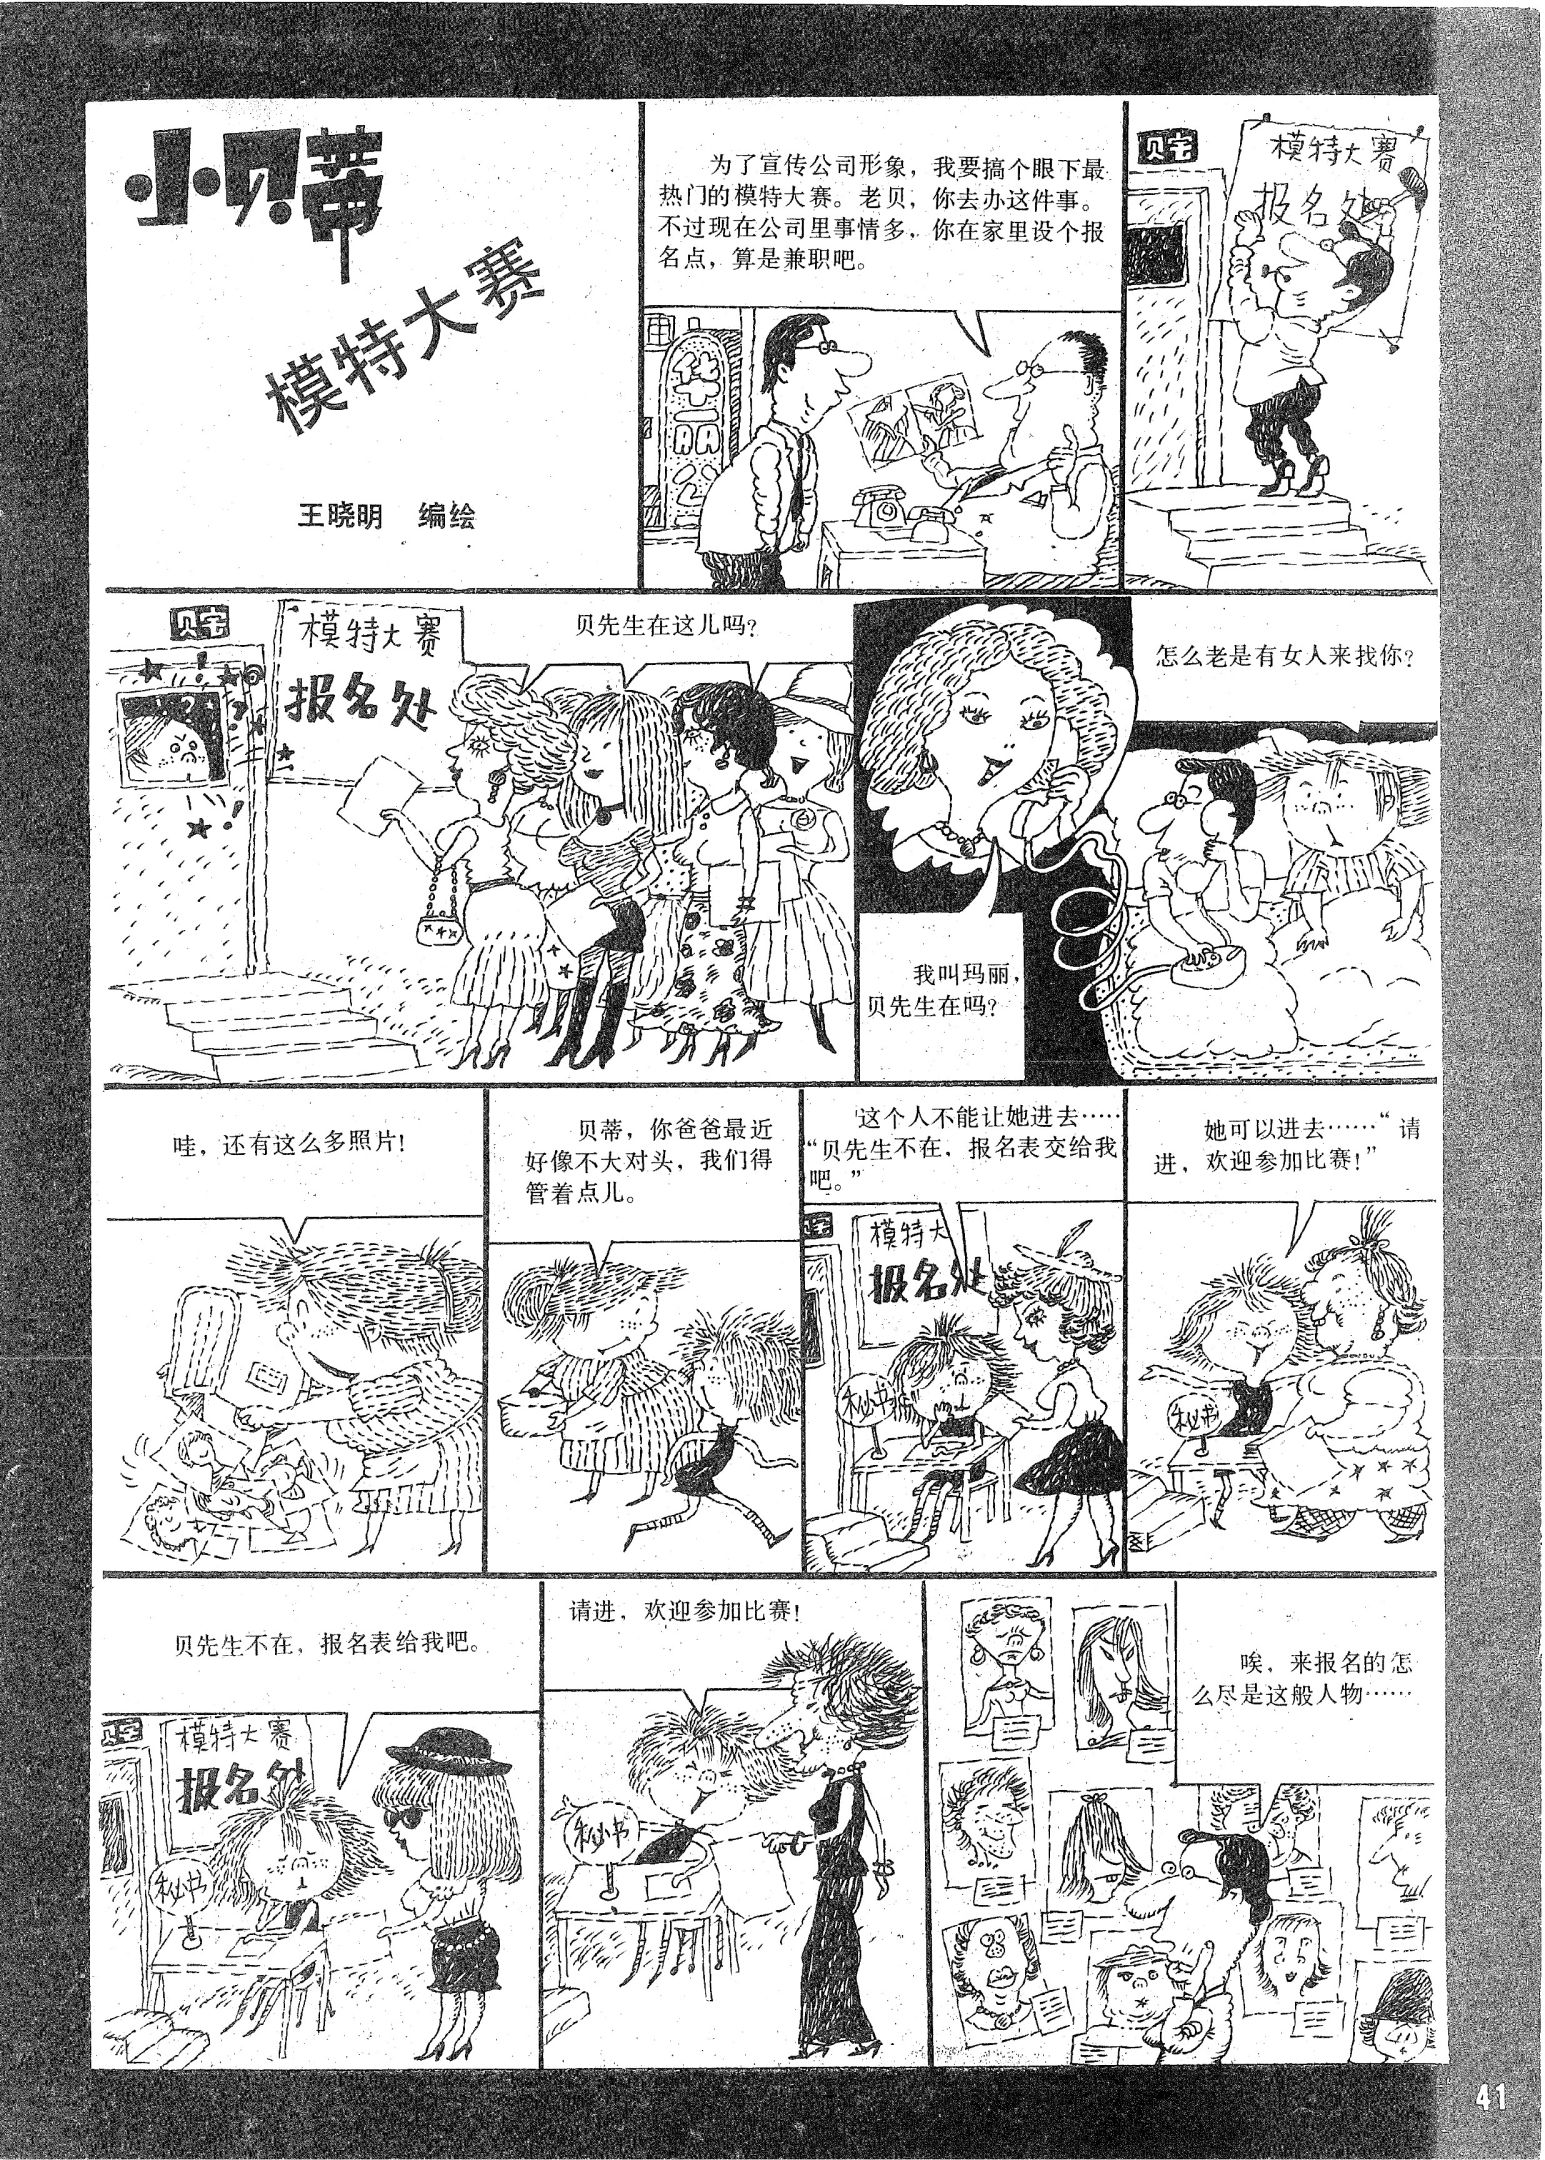 小贝蒂
模特大赛
王晓明 编绘
为了宣传公司形象，我要搞个眼下最
热门的模特大赛。老贝，你去办这件事。
不过现在公司里事情多，你在家里设个报
名点，算是兼职吧。
贝宅
模特大赛
报名处
贝宅
模特大赛
报名处
贝先生在这儿吗？
怎么老是有女人来找你？
我叫玛丽，
贝先生在吗？
哇，还有这么多照片！
贝蒂，你爸爸最近
好像不大对头，我们得
管着点儿。
这个人不能让她进去……
“贝先生不在，报名表交给我
吧。”
宅
模特大
报名处
秘书
她可以进去……“请
进，欢迎参加比赛！”
秘书
贝先生不在，报名表给我吧。
贝宅
模特大赛
报名处
秘书
请进，欢迎参加比赛！
秘书
唉，来报名的怎
么尽是这般人物……
41